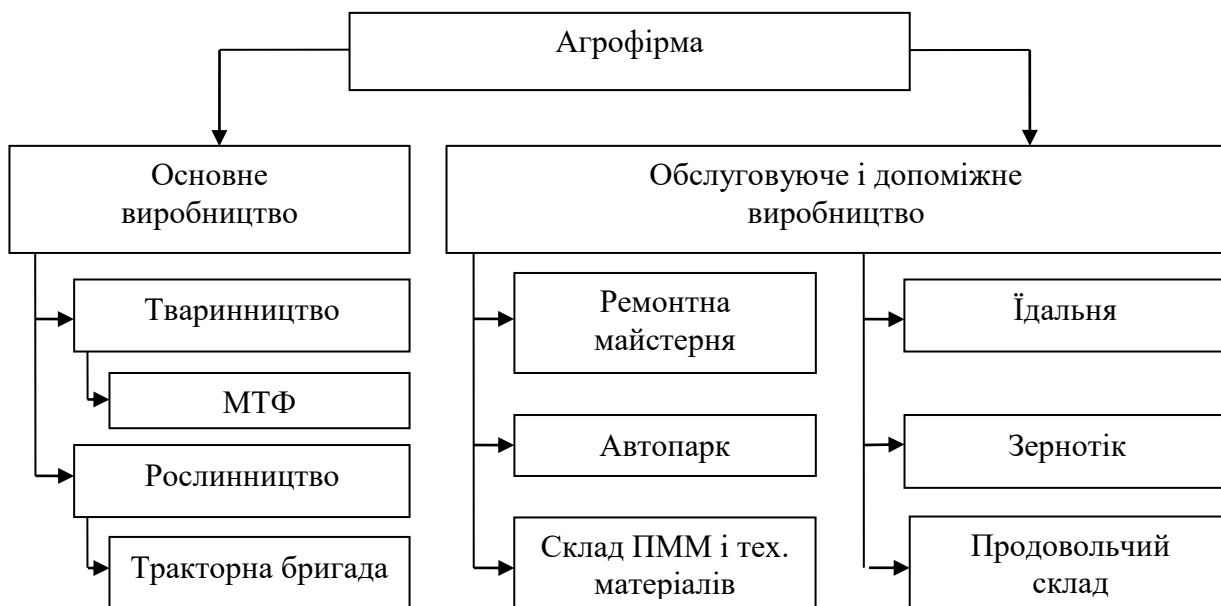 Агрофірма
Основне
виробництво
Обслуговуюче і допоміжне
виробництво
Тваринництво
МТФ
Рослинництво
Тракторна бригада
Ремонтна
майстерня
Автопарк
Склад ПММ і тех.
матеріалів
Їдальня
Зернотік
Продовольчий
склад